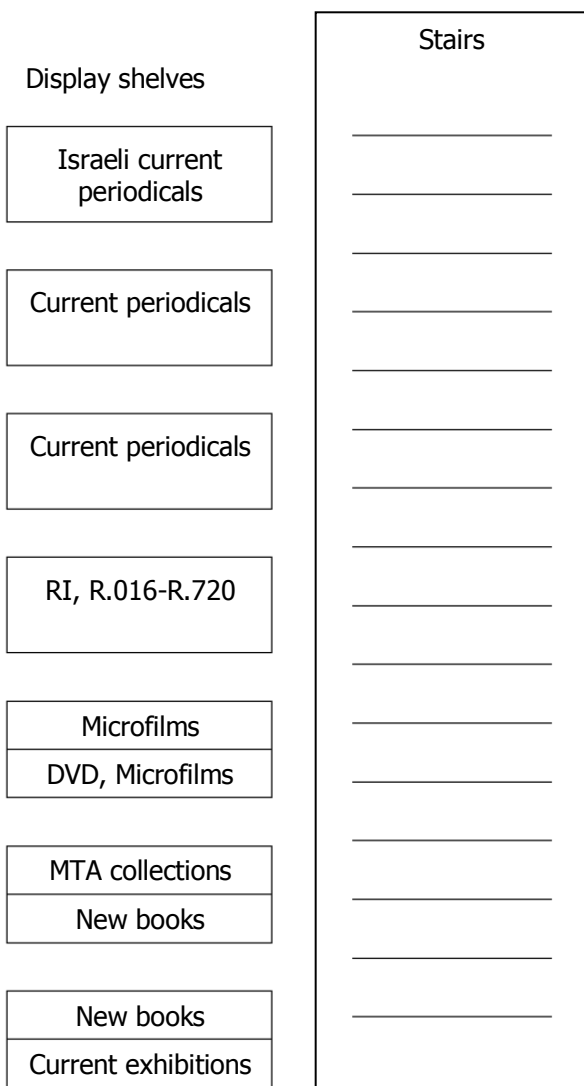 Stairs
Display shelves
Israeli current
periodicals
Current periodicals
Current periodicals
RI, R.016-R.720
Microfilms
DVD, Microfilms
MTA collections
New books
New books
Current exhibitions